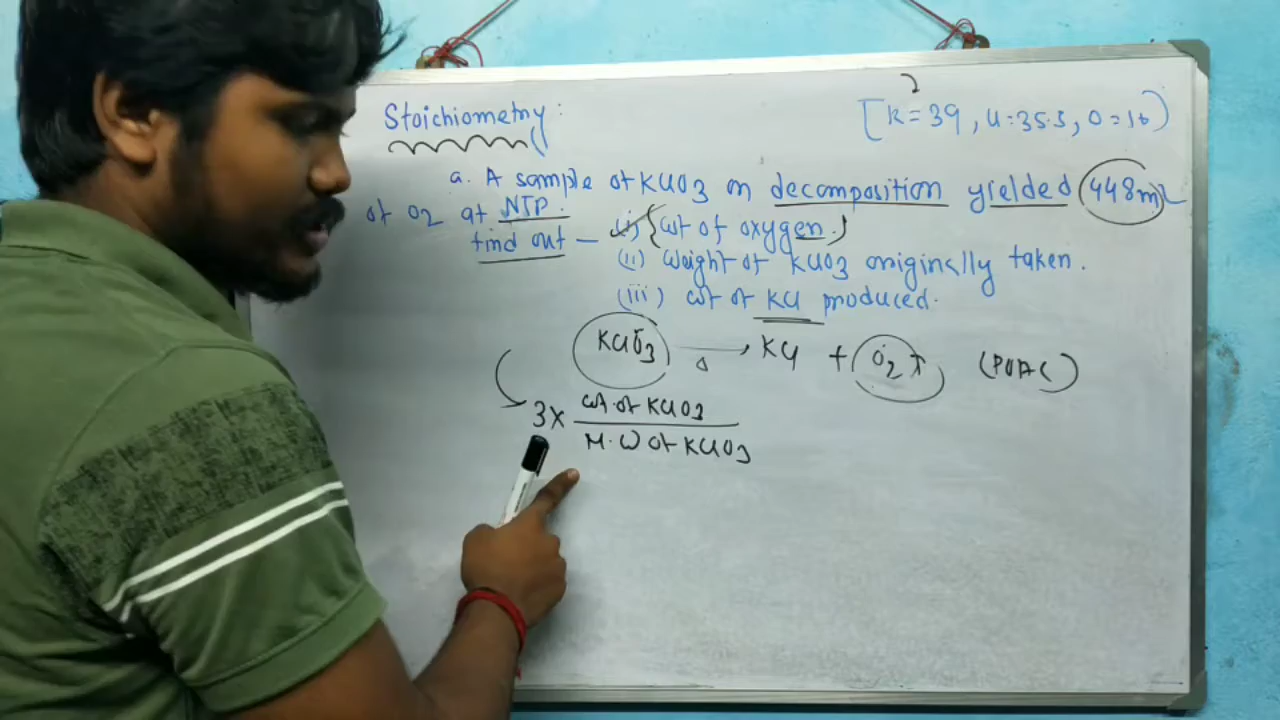 Stoichiometry:
[K = 39, Cl = 35.5, O = 16)
a. A sample of KClO3 on decomposition yielded 448 mL
of O2 at NTP.
find out — (i) (wt of oxygen.)
(ii) Weight of KClO3 originally taken.
(iii) wt of KCl produced.
KClO3 → KCl + O2↑ (POAC)
Δ
3 × wt. of KClO3
M.W of KClO3